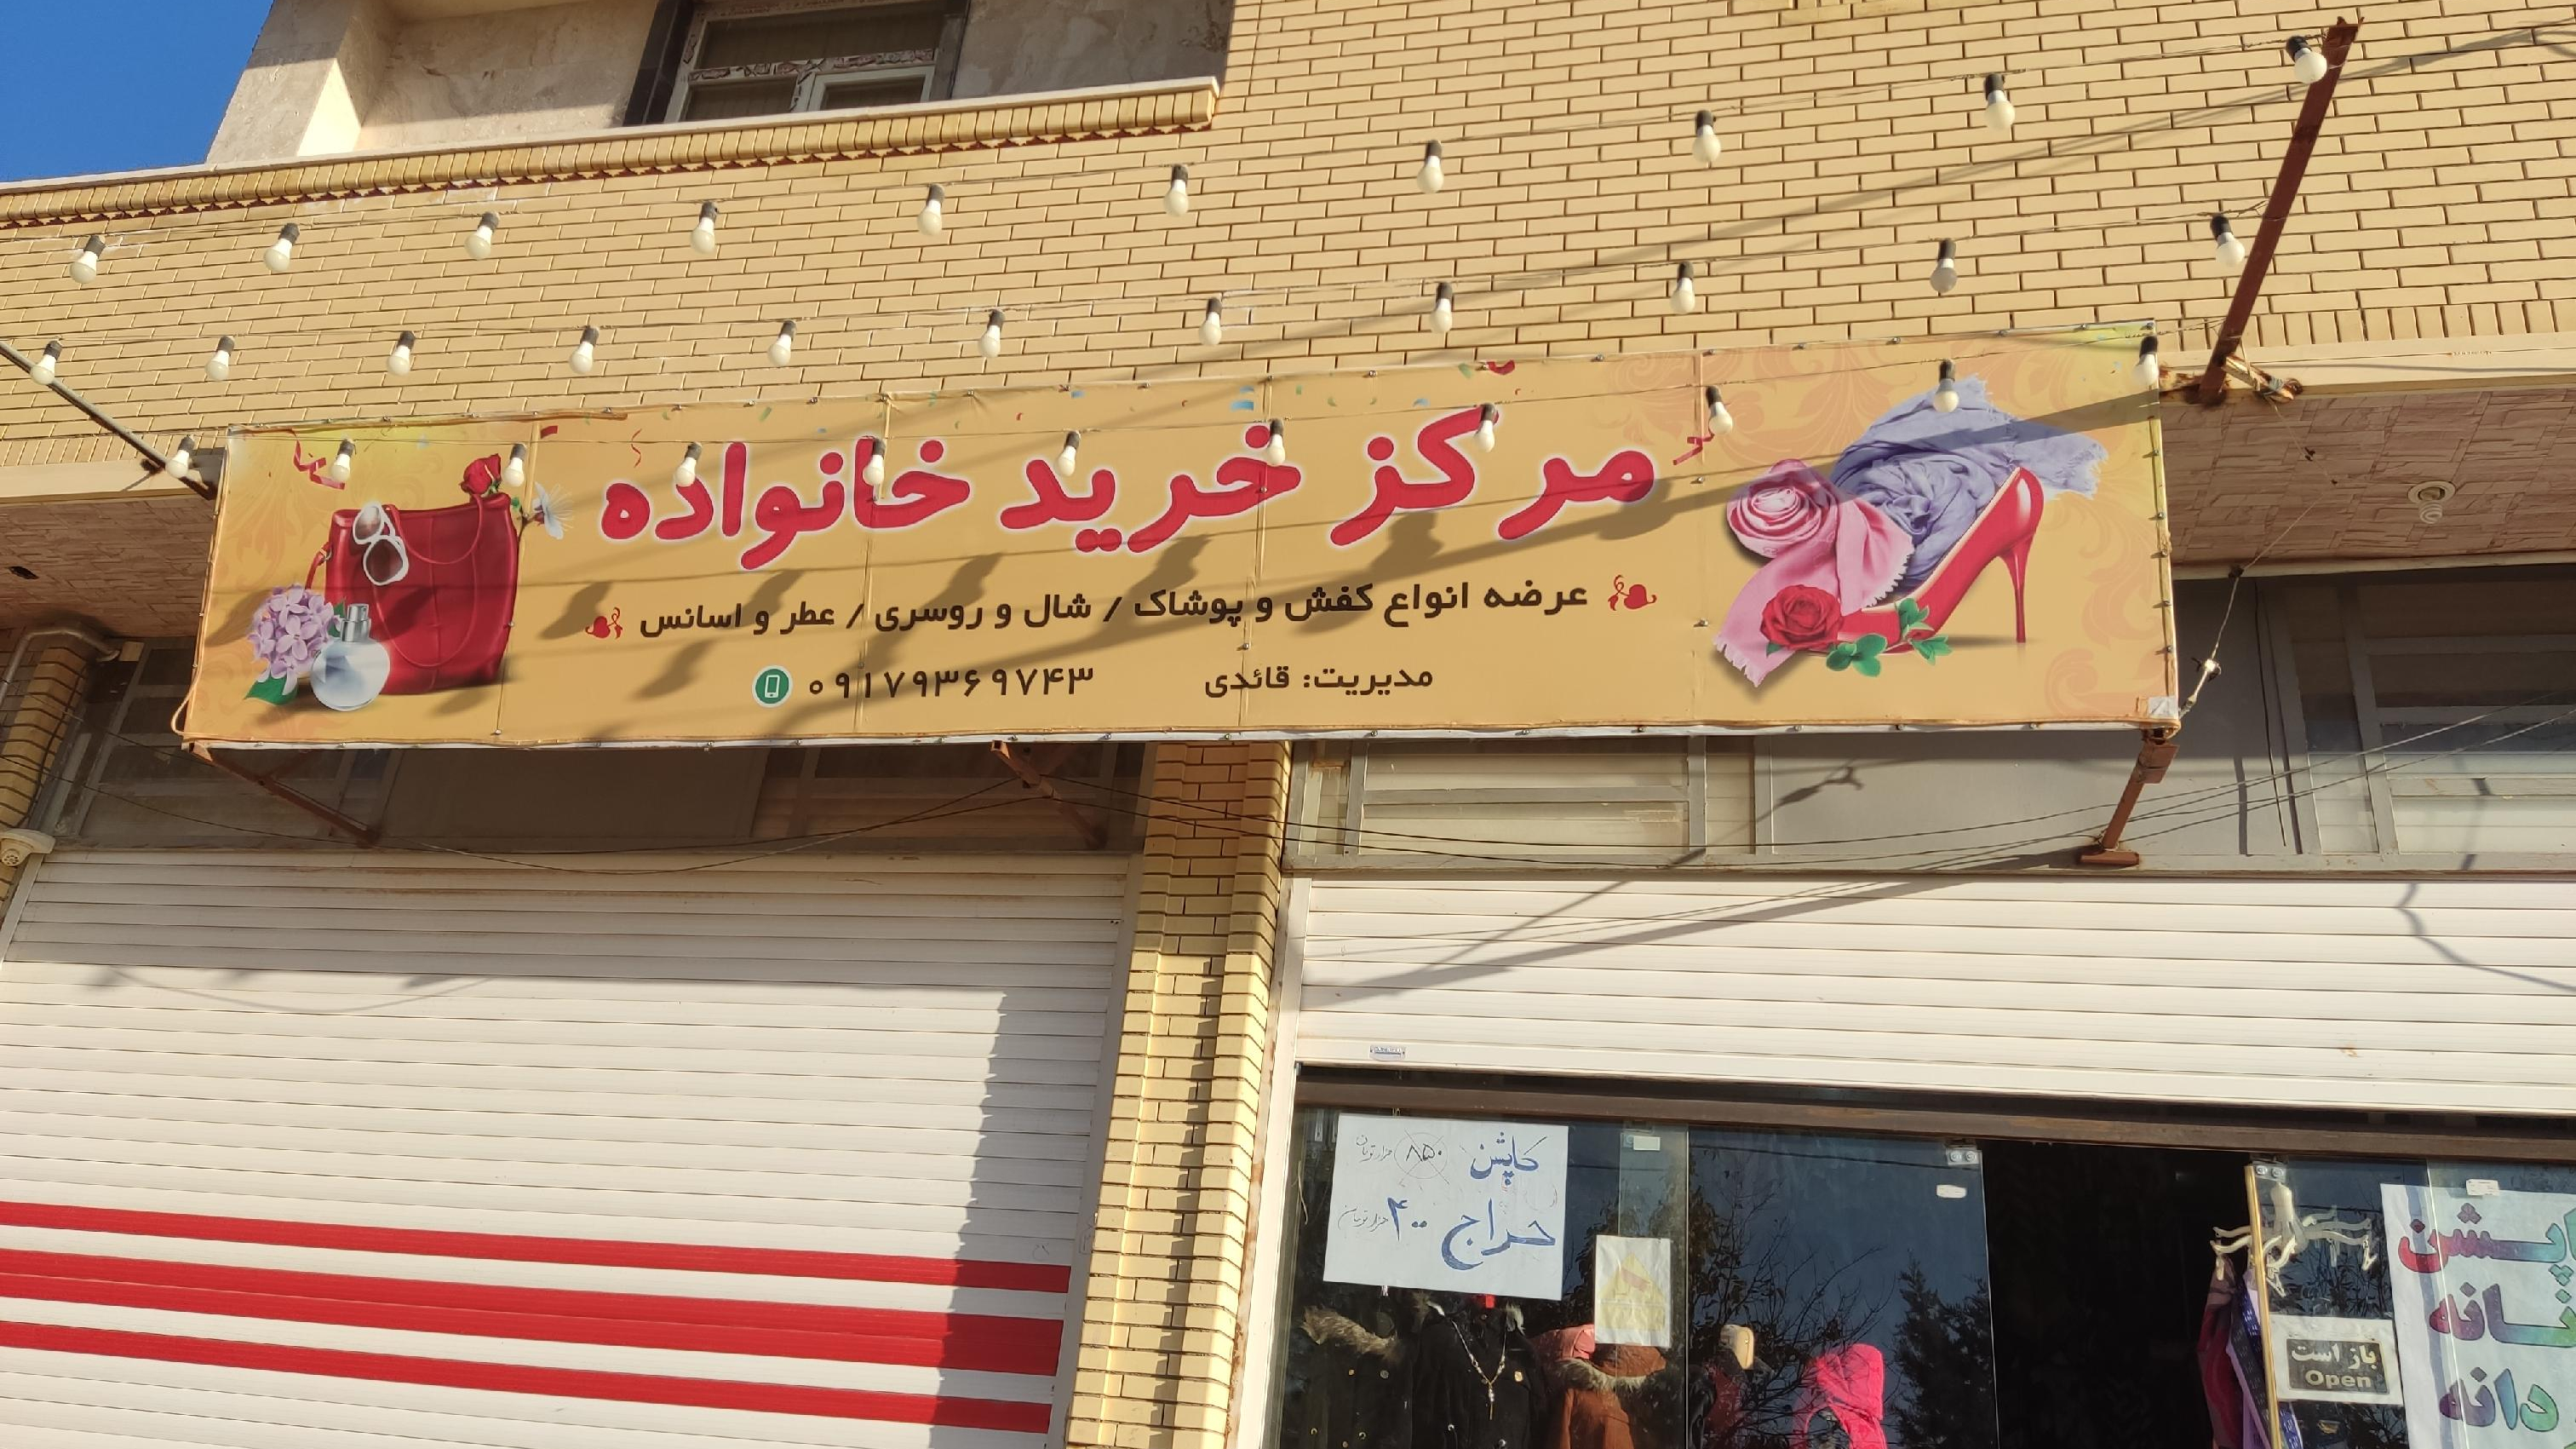 مرکز خرید خانواده
عرضه انواع کفش و پوشاک / شال و روسری / عطر و اسانس
مدیریت: قائدی ۰۹۱۷۹۳۶۹۷۴۳
کاپشن ۸۵۰ هزار تومان
حراج ۴۰۰ هزار تومان
باز است
Open
دانه